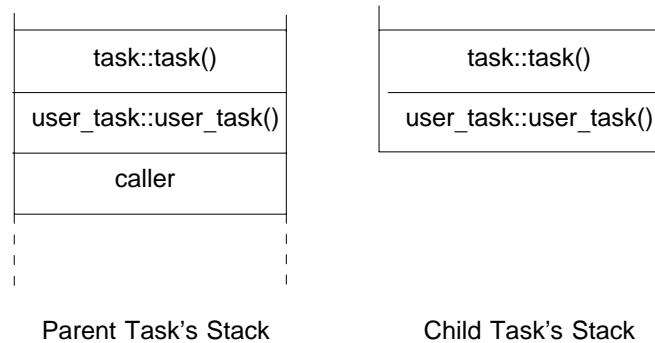 task::task()
user_task::user_task()
caller
Parent Task's Stack
task::task()
user_task::user_task()
Child Task's Stack